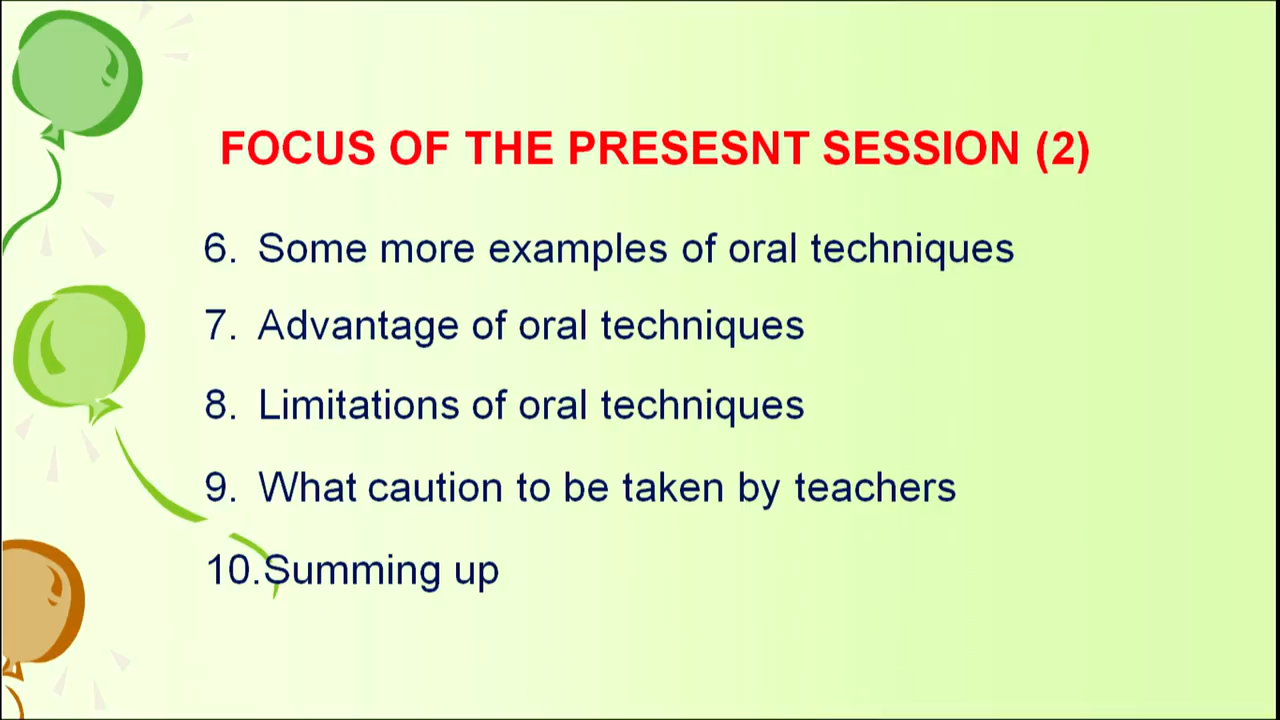 FOCUS OF THE PRESESNT SESSION (2)
6. Some more examples of oral techniques
7. Advantage of oral techniques
8. Limitations of oral techniques
9. What caution to be taken by teachers
10.Summing up